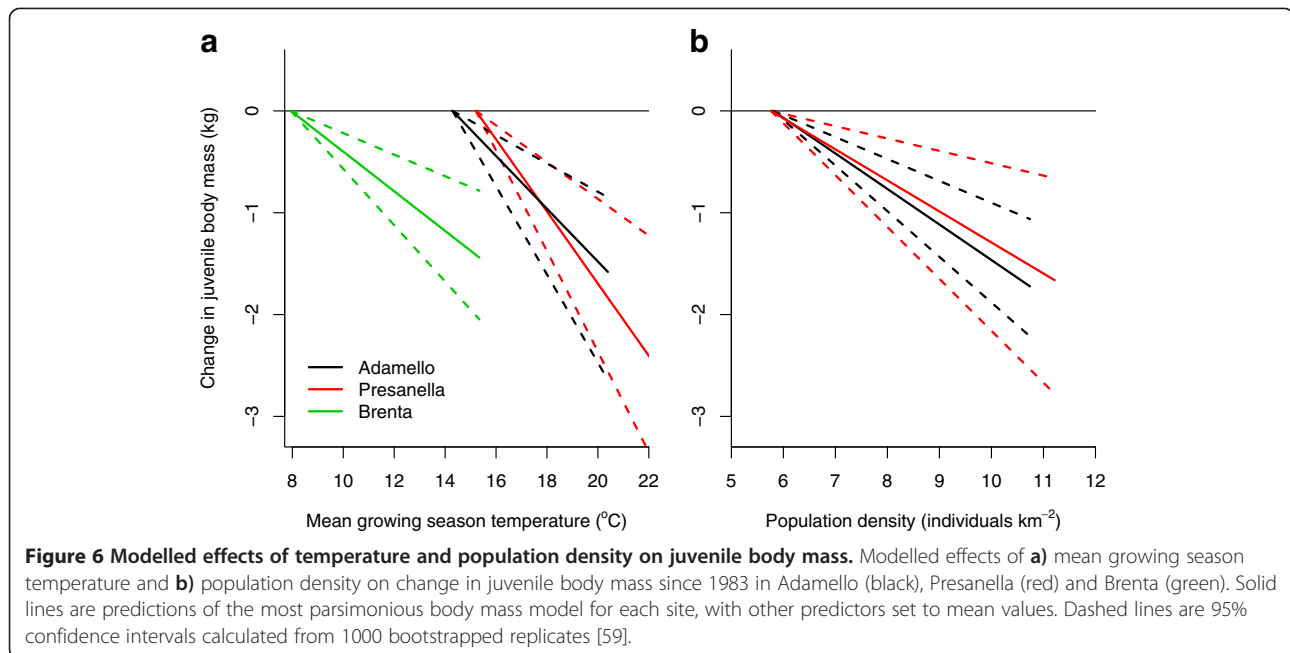 a
b
0
-1
-2
-3
Change in juvenile body mass (kg)
Adamello
Presanella
Brenta
8 10 12 14 16 18 20 22
Mean growing season temperature (°C)
0
-1
-2
-3
5 6 7 8 9 10 11 12
Population density (individuals km⁻²)
Figure 6 Modelled effects of temperature and population density on juvenile body mass. Modelled effects of a) mean growing season
temperature and b) population density on change in juvenile body mass since 1983 in Adamello (black), Presanella (red) and Brenta (green). Solid
lines are predictions of the most parsimonious body mass model for each site, with other predictors set to mean values. Dashed lines are 95%
confidence intervals calculated from 1000 bootstrapped replicates [59].